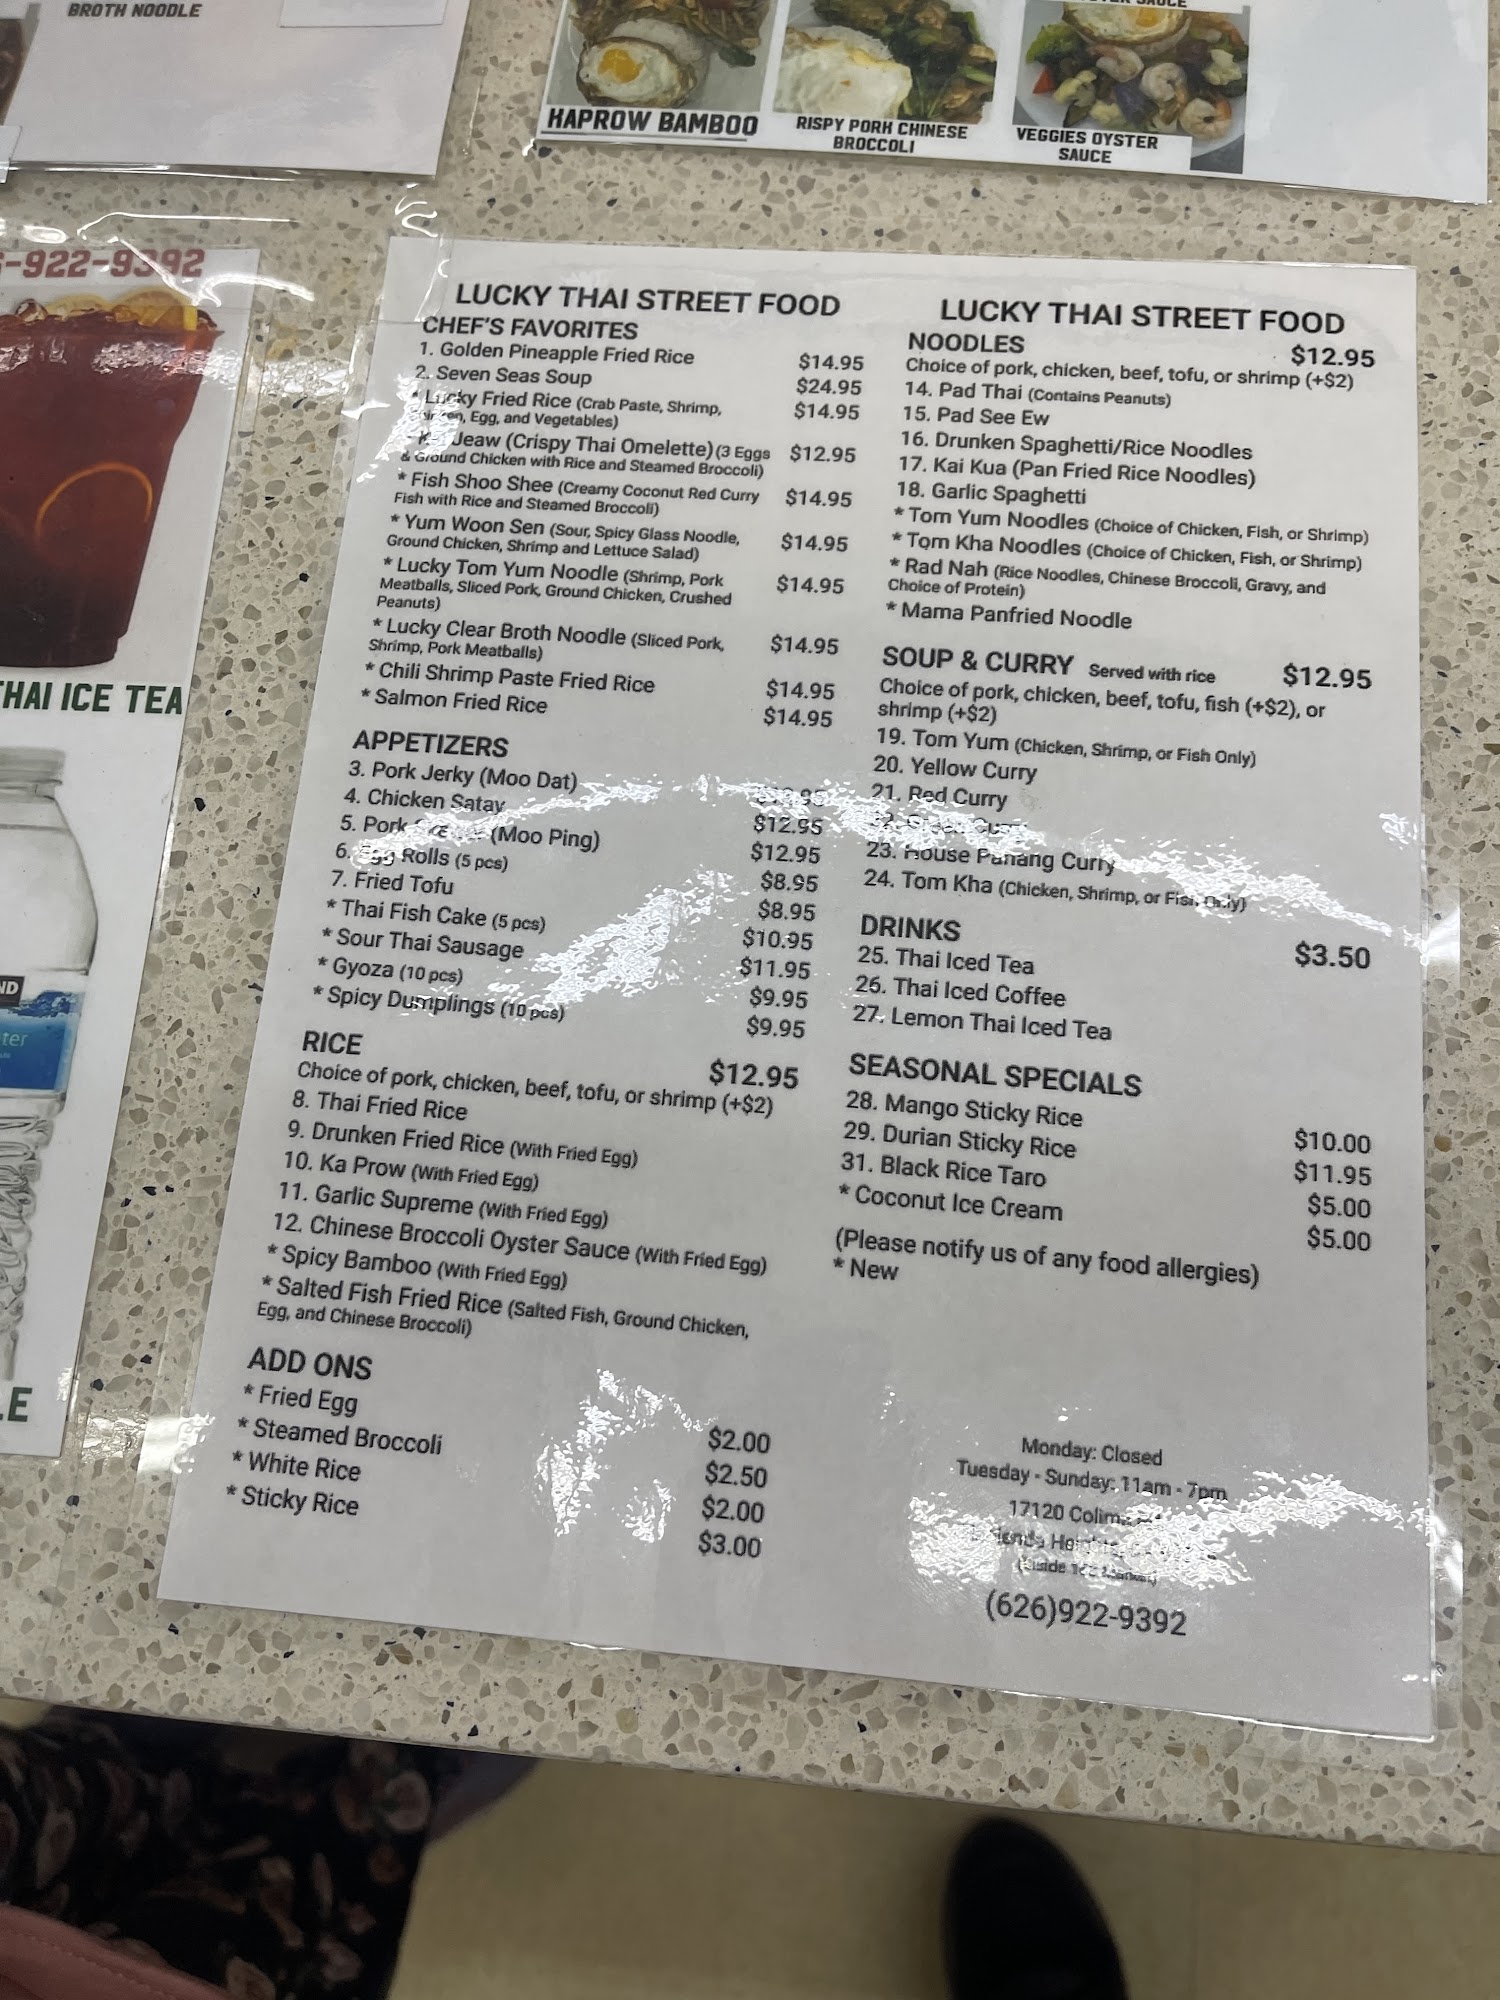 BROTH NOODLE
KAPROW BAMBOO
RISPY PORK CHINESE
BROCCOLI
VEGGIES OYSTER
SAUCE
-922-9392
THAI ICE TEA
LUCKY THAI STREET FOOD
CHEF'S FAVORITES
1. Golden Pineapple Fried Rice $14.95
2. Seven Seas Soup $24.95
* Lucky Fried Rice (Crab Paste, Shrimp, $14.95
Chicken, Egg, and Vegetables)
Jeaw (Crispy Thai Omelette) (3 Eggs $12.95
& Ground Chicken with Rice and Steamed Broccoli)
* Fish Shoo Shee (Creamy Coconut Red Curry $14.95
Fish with Rice and Steamed Broccoli)
* Yum Woon Sen (Sour, Spicy Glass Noodle, $14.95
Ground Chicken, Shrimp and Lettuce Salad)
* Lucky Tom Yum Noodle (Shrimp, Pork $14.95
Meatballs, Sliced Pork, Ground Chicken, Crushed
Peanuts)
* Lucky Clear Broth Noodle (Sliced Pork, $14.95
Shrimp, Pork Meatballs)
* Chili Shrimp Paste Fried Rice $14.95
* Salmon Fried Rice $14.95
APPETIZERS
3. Pork Jerky (Moo Dat)
4. Chicken Satay $12.95
5. Pork (Moo Ping) $12.95
6. Egg Rolls (5 pcs) $8.95
7. Fried Tofu $8.95
* Thai Fish Cake (5 pcs) $10.95
* Sour Thai Sausage $11.95
* Gyoza (10 pcs) $9.95
* Spicy Dumplings (10 pcs) $9.95
RICE $12.95
Choice of pork, chicken, beef, tofu, or shrimp (+$2)
8. Thai Fried Rice
9. Drunken Fried Rice (With Fried Egg)
10. Ka Prow (With Fried Egg)
11. Garlic Supreme (With Fried Egg)
12. Chinese Broccoli Oyster Sauce (With Fried Egg)
* Spicy Bamboo (With Fried Egg)
* Salted Fish Fried Rice (Salted Fish, Ground Chicken,
Egg, and Chinese Broccoli)
ADD ONS
* Fried Egg $2.00
* Steamed Broccoli $2.50
* White Rice $2.00
* Sticky Rice $3.00
LUCKY THAI STREET FOOD
NOODLES $12.95
Choice of pork, chicken, beef, tofu, or shrimp (+$2)
14. Pad Thai (Contains Peanuts)
15. Pad See Ew
16. Drunken Spaghetti/Rice Noodles
17. Kai Kua (Pan Fried Rice Noodles)
18. Garlic Spaghetti
* Tom Yum Noodles (Choice of Chicken, Fish, or Shrimp)
* Tom Kha Noodles (Choice of Chicken, Fish, or Shrimp)
* Rad Nah (Rice Noodles, Chinese Broccoli, Gravy, and
Choice of Protein)
* Mama Panfried Noodle
SOUP & CURRY Served with rice $12.95
Choice of pork, chicken, beef, tofu, fish (+$2), or
shrimp (+$2)
19. Tom Yum (Chicken, Shrimp, or Fish Only)
20. Yellow Curry
21. Red Curry
22. Green Curry
23. House Panang Curry
24. Tom Kha (Chicken, Shrimp, or Fish Only)
DRINKS $3.50
25. Thai Iced Tea
26. Thai Iced Coffee
27. Lemon Thai Iced Tea
SEASONAL SPECIALS
28. Mango Sticky Rice $10.00
29. Durian Sticky Rice $11.95
31. Black Rice Taro $5.00
* Coconut Ice Cream $5.00
(Please notify us of any food allergies)
* New
Monday: Closed
Tuesday - Sunday: 11am - 7pm
17120 Colima
(626)922-9392